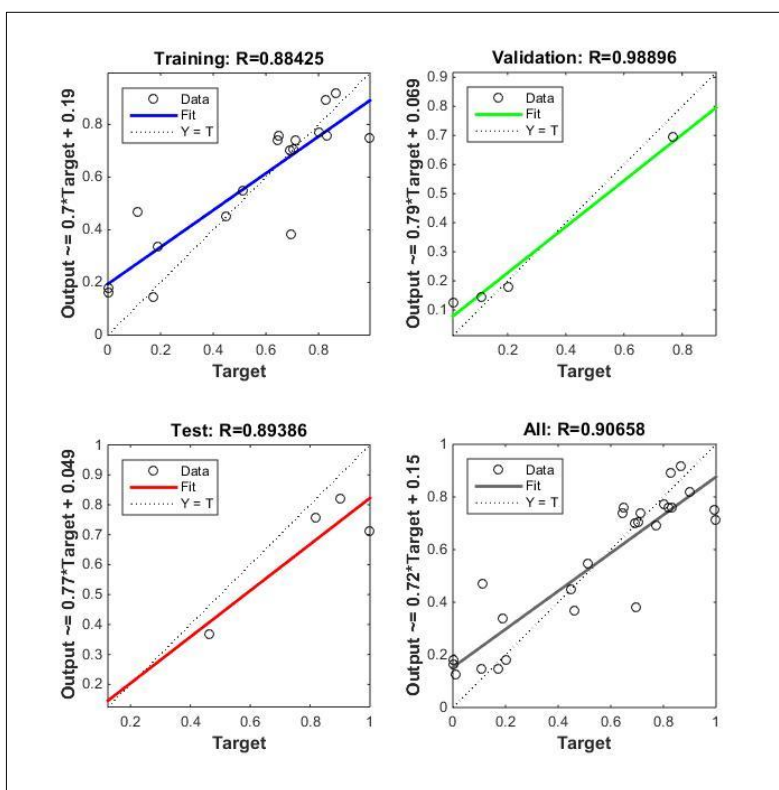 Training: R=0.88425
Output ~= 0.7*Target + 0.19
Data
Fit
Y = T
0.8
0.6
0.4
0.2
0
0
0.2
0.4
0.6
0.8
Target
Validation: R=0.98896
Output ~= 0.79*Target + 0.069
Data
Fit
Y = T
0.9
0.8
0.7
0.6
0.5
0.4
0.3
0.2
0.1
0.2
0.4
0.6
0.8
Target
Test: R=0.89386
Output ~= 0.77*Target + 0.049
Data
Fit
Y = T
1
0.9
0.8
0.7
0.6
0.5
0.4
0.3
0.2
0.2
0.4
0.6
0.8
1
Target
All: R=0.90658
Output ~= 0.72*Target + 0.15
Data
Fit
Y = T
1
0.8
0.6
0.4
0.2
0
0
0.2
0.4
0.6
0.8
1
Target